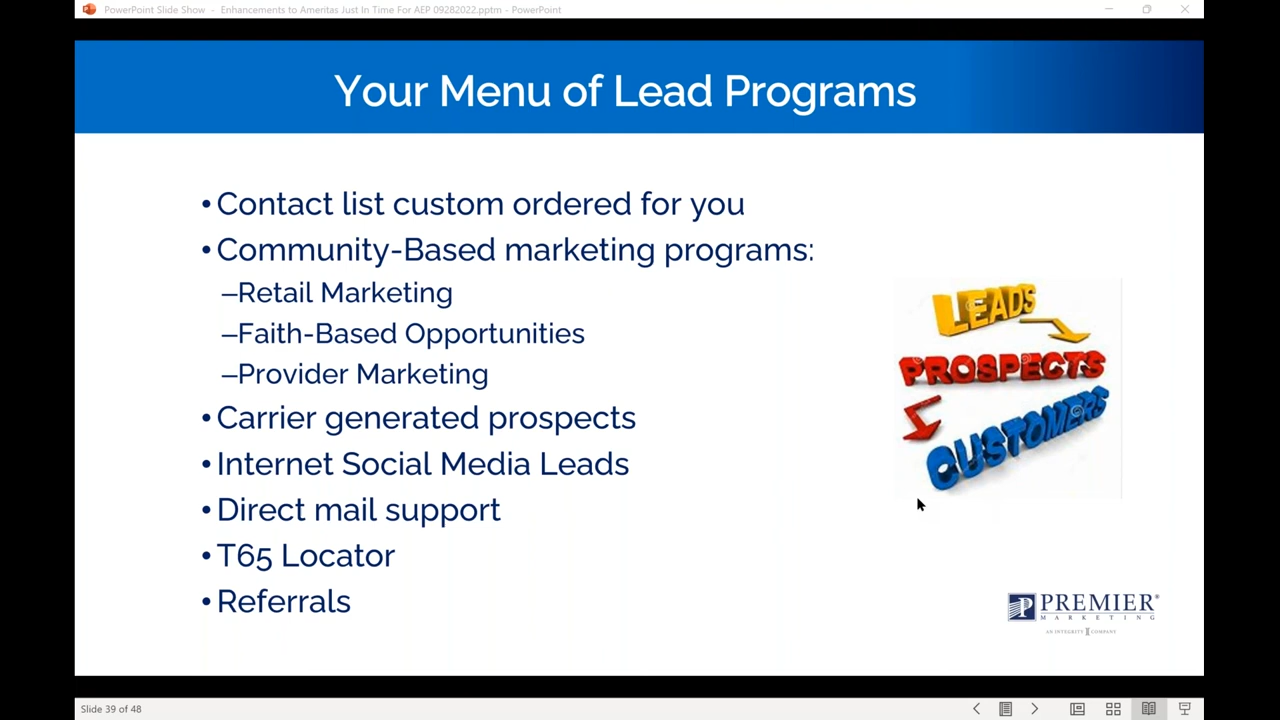 PowerPoint Slide Show - Enhancements to Ameritas Just In Time For AEP 09282022.pptm - PowerPoint
Your Menu of Lead Programs
• Contact list custom ordered for you
• Community-Based marketing programs:
–Retail Marketing
–Faith-Based Opportunities
–Provider Marketing
• Carrier generated prospects
• Internet Social Media Leads
• Direct mail support
• T65 Locator
• Referrals
LEADS
PROSPECTS
CUSTOMERS
PREMIER®
MARKETING
AN INTEGRITY COMPANY
Slide 39 of 48